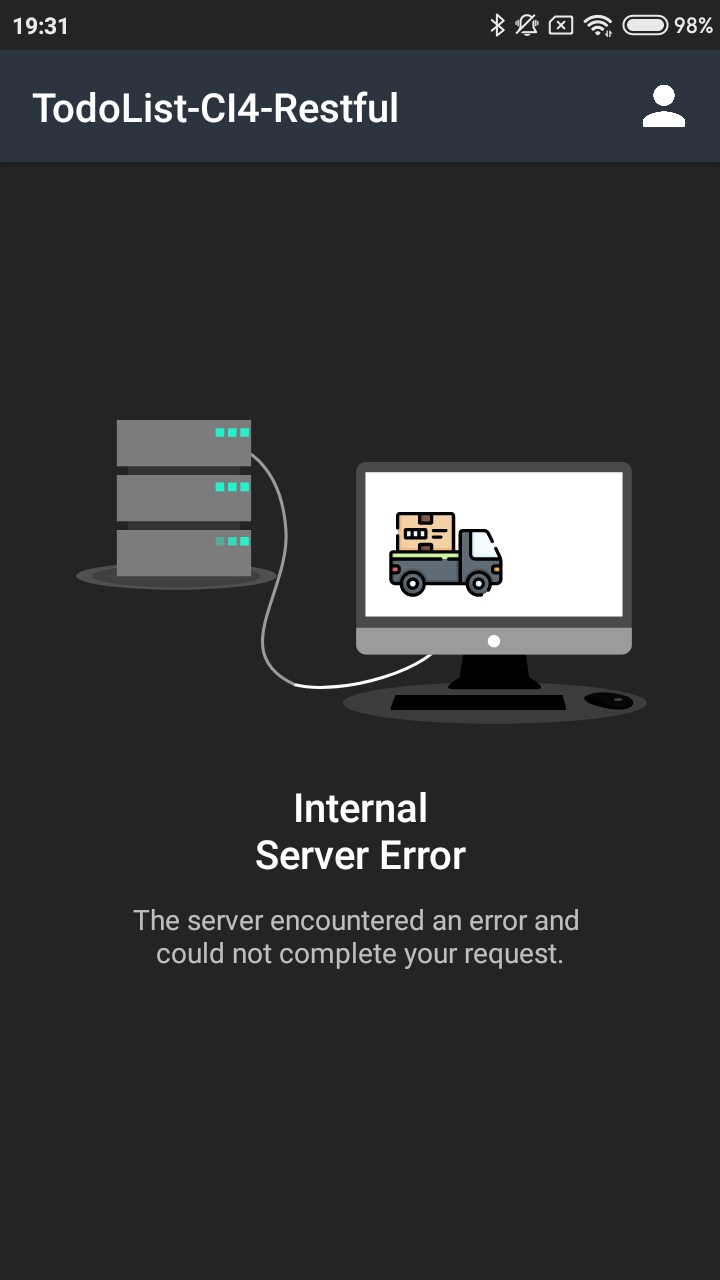 19:31
98%
TodoList-CI4-Restful
Internal
Server Error
The server encountered an error and
could not complete your request.